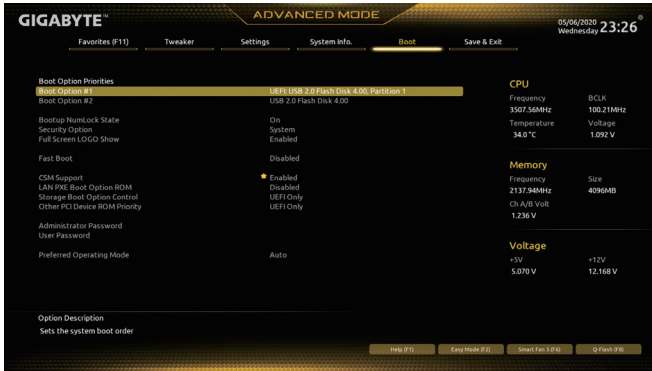 GIGABYTE™
ADVANCED MODE
05/06/2020
Wednesday 23:26
Favorites (F11) Tweaker Settings System Info. Boot Save & Exit
Boot Option Priorities
Boot Option #1 UEFI: USB 2.0 Flash Disk 4.00, Partition 1
Boot Option #2 USB 2.0 Flash Disk 4.00
Bootup NumLock State On
Security Option System
Full Screen LOGO Show Enabled
Fast Boot Disabled
CSM Support Enabled
LAN PXE Boot Option ROM Disabled
Storage Boot Option Control UEFI Only
Other PCI Device ROM Priority UEFI Only
Administrator Password
User Password
Preferred Operating Mode Auto
CPU
Frequency BCLK
3507.56MHz 100.21MHz
Temperature Voltage
34.0 °C 1.092 V
Memory
Frequency Size
2137.94MHz 4096MB
Ch A/B Volt
1.236 V
Voltage
+5V +12V
5.070 V 12.168 V
Option Description
Sets the system boot order
Help (F1) Easy Mode (F2) Smart Fan 5 (F6) Q-Flash (F8)